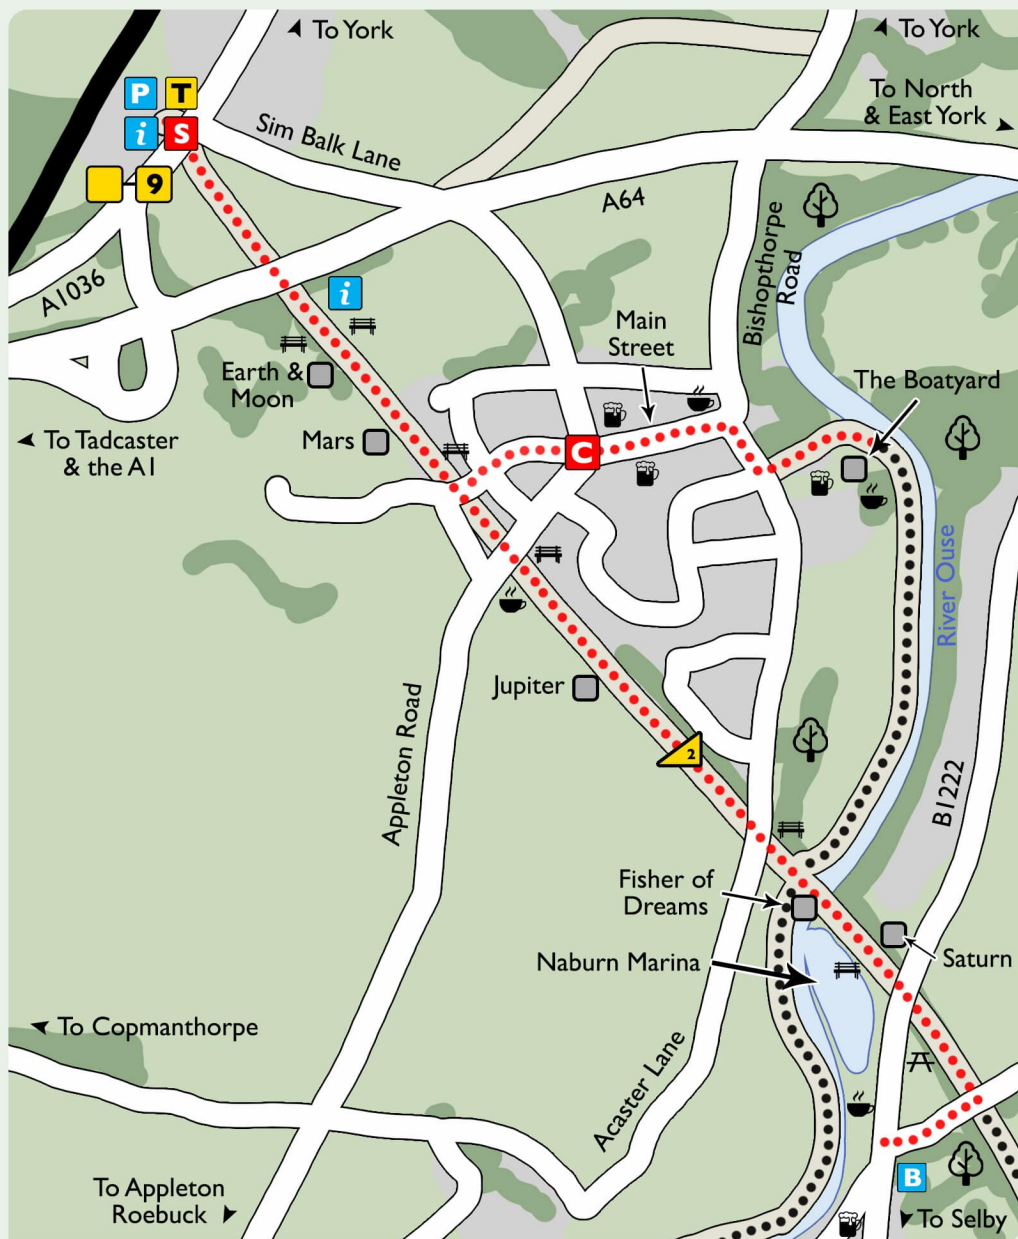 To York
To York
To North
& East York
P
T
i
S
Sim Balk Lane
9
A64
Bishopthorpe
Road
A1036
i
Main
Street
Earth &
Moon
The Boatyard
Mars
To Tadcaster
& the A1
C
River Ouse
Jupiter
Appleton Road
2
B1222
Fisher of
Dreams
Naburn Marina
Saturn
To Copmanthorpe
Acaster Lane
To Appleton
Roebuck
B
To Selby